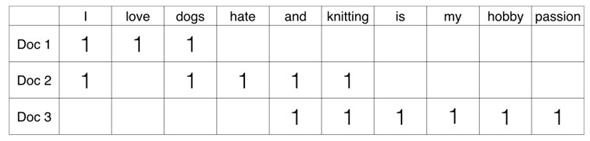 I love dogs hate and knitting is my hobby passion
Doc 1 1 1 1
Doc 2 1 1 1 1 1
Doc 3 1 1 1 1 1 1